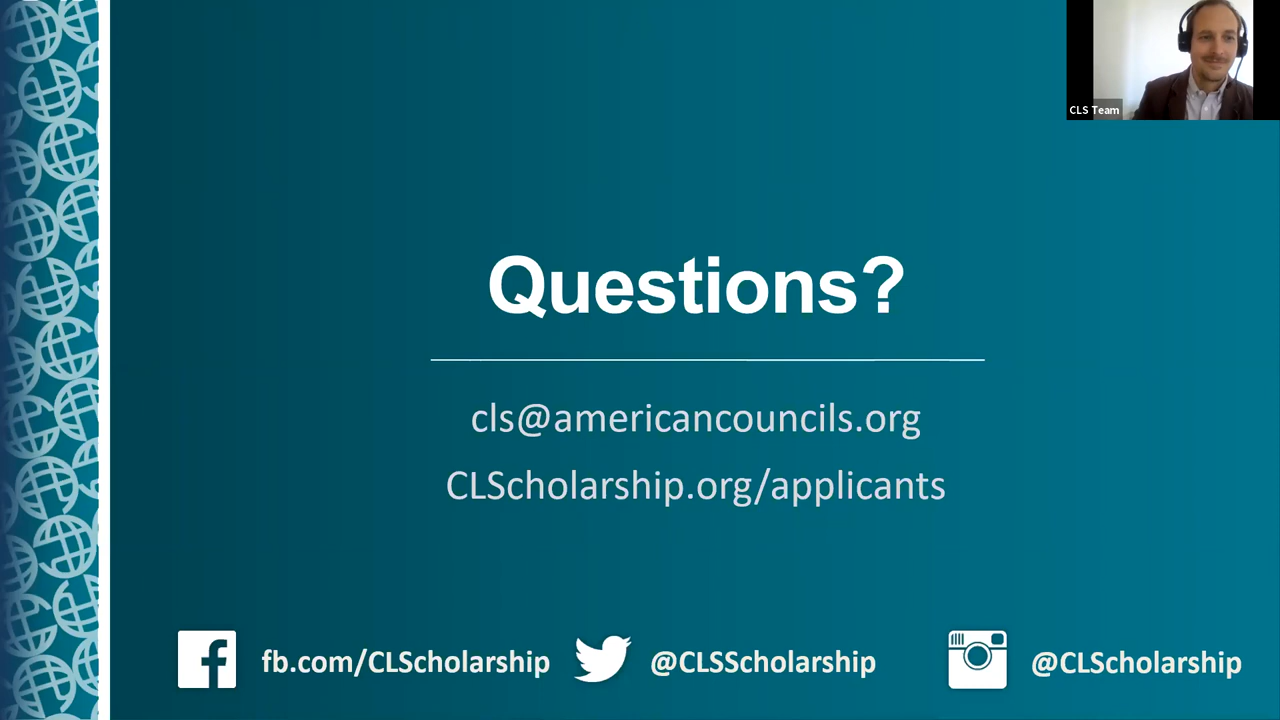 CLS Team
Questions?
cls@americancouncils.org
CLScholarship.org/applicants
fb.com/CLScholarship
@CLSScholarship
@CLScholarship